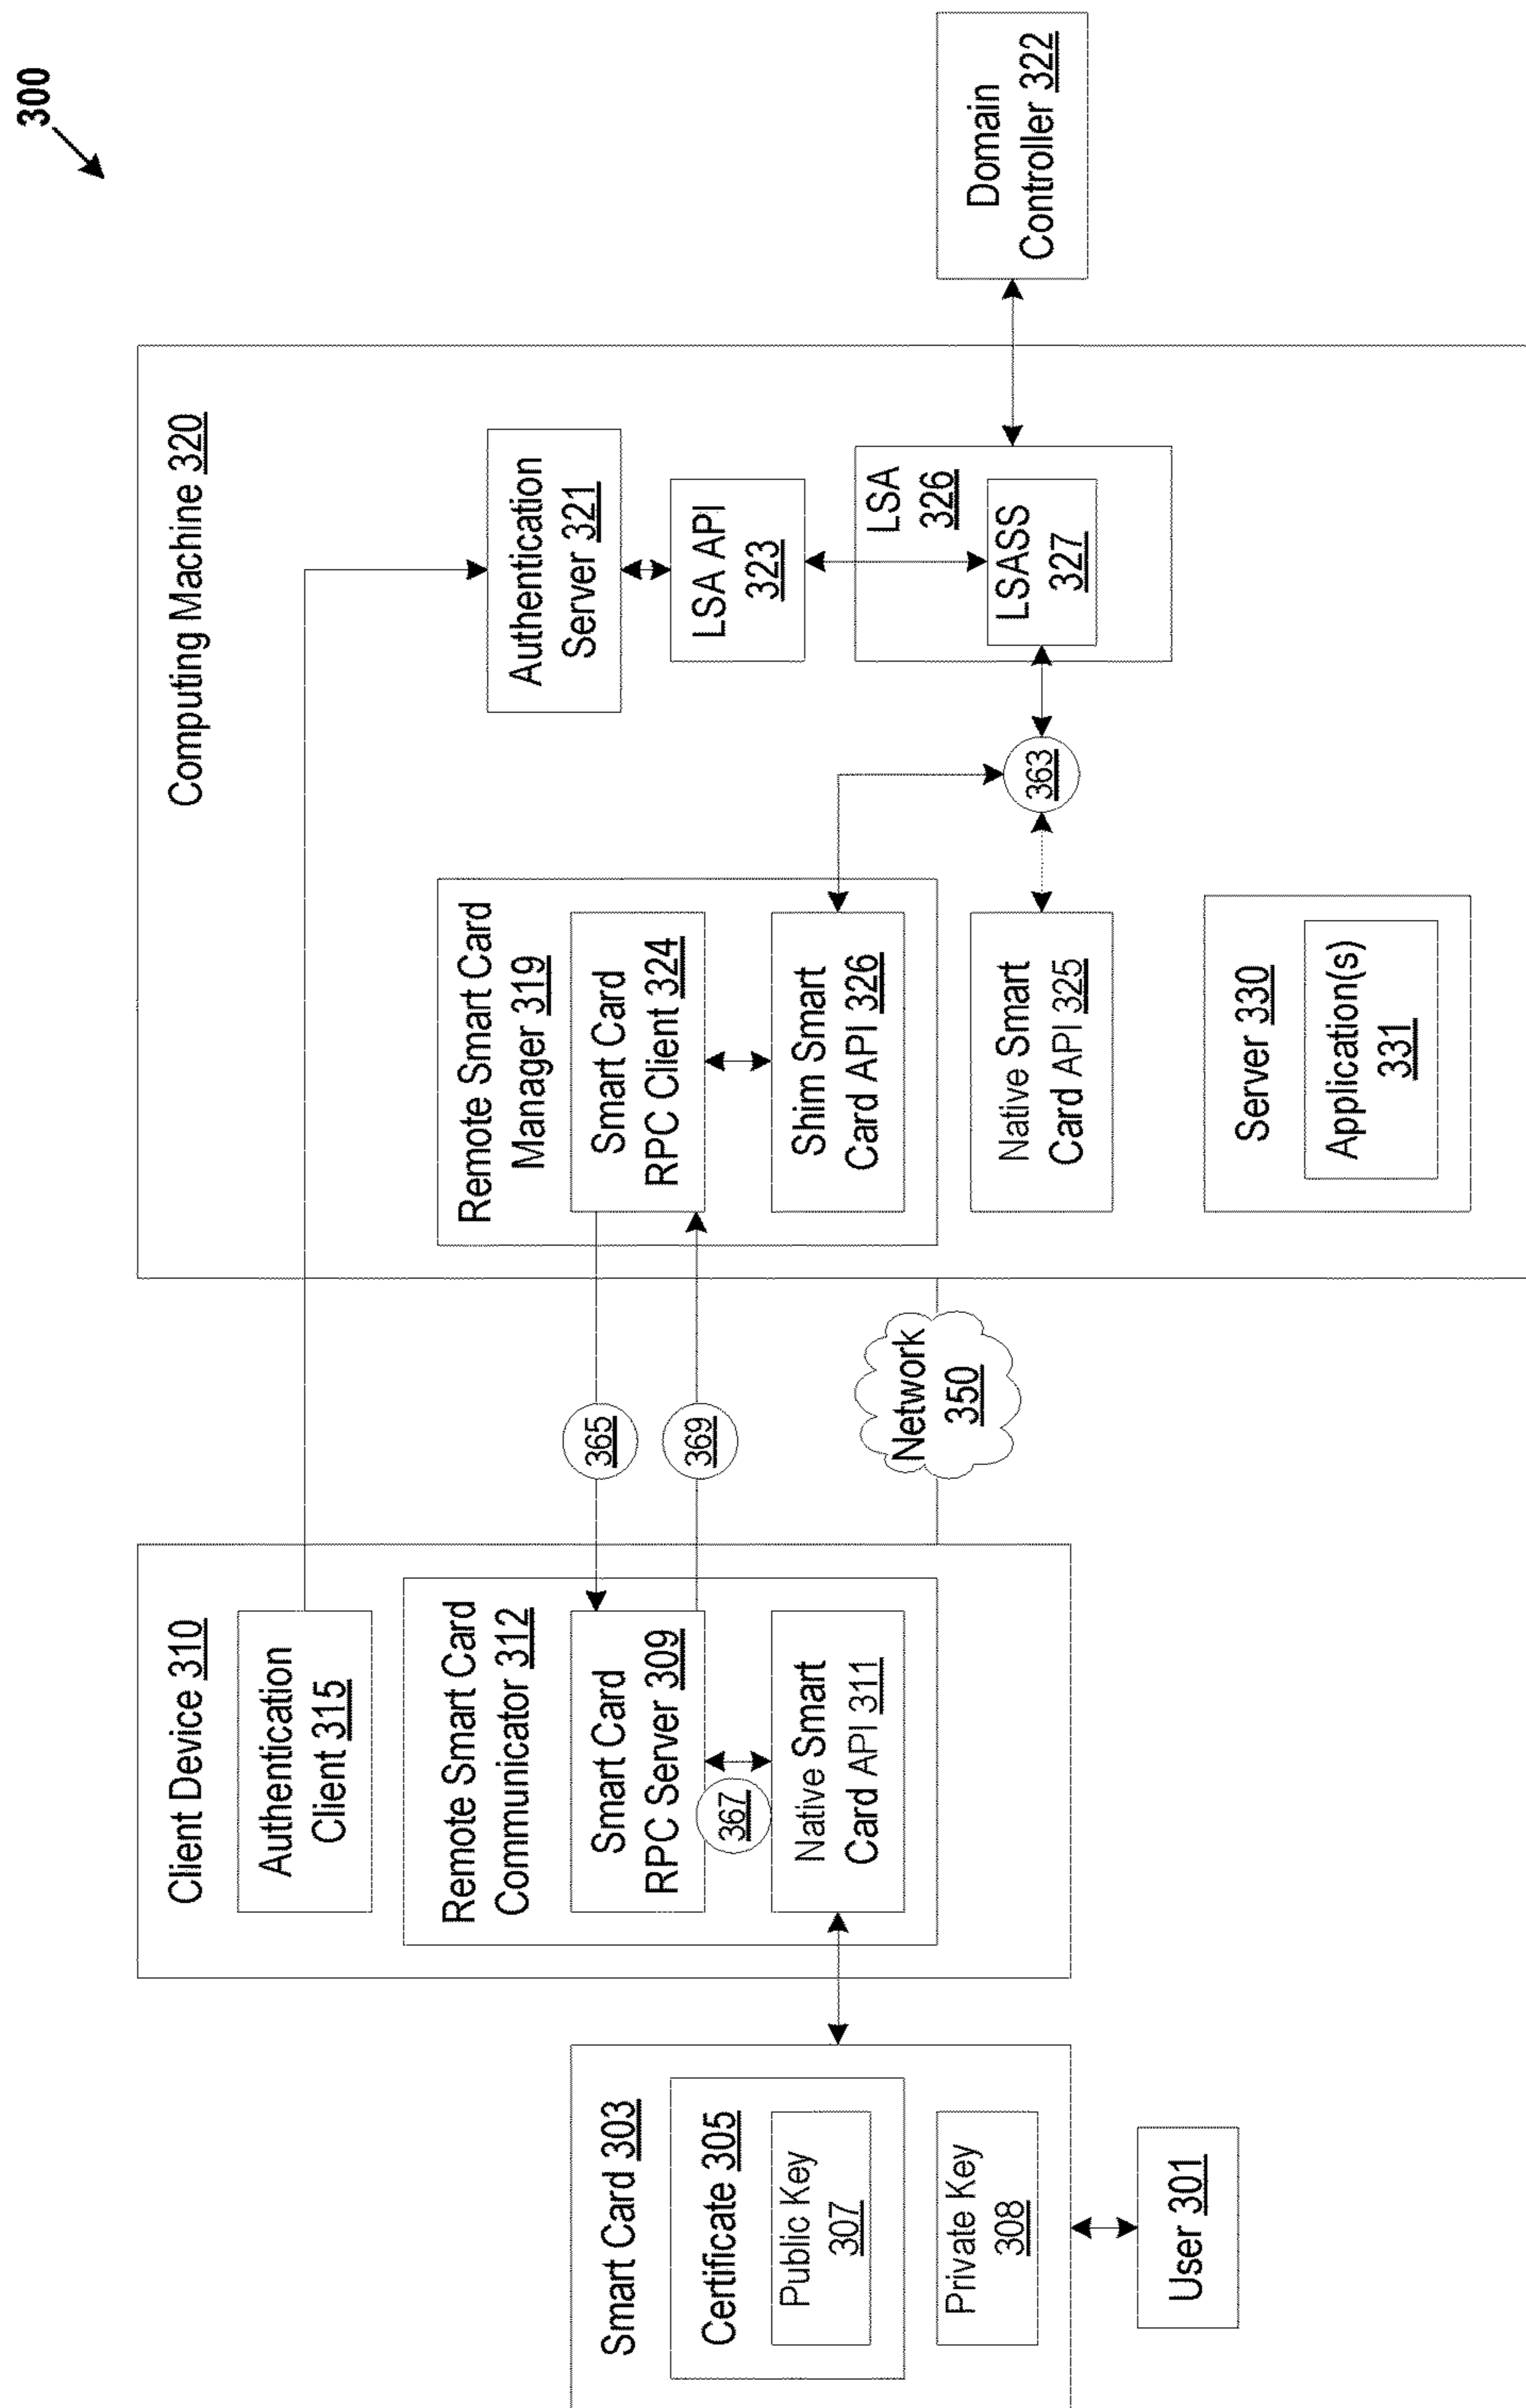 300
Smart Card 303
Certificate 305
Public Key
307
Private Key
308
User 301
Client Device 310
Authentication
Client 315
Remote Smart Card
Communicator 312
Smart Card
RPC Server 309
367
Native Smart
Card API 311
365
369
Network
350
Computing Machine 320
Remote Smart Card
Manager 319
Smart Card
RPC Client 324
Shim Smart
Card API 326
Native Smart
Card API 325
Server 330
Application(s)
331
363
Authentication
Server 321
LSA API
323
LSA
326
LSASS
327
Domain
Controller 322